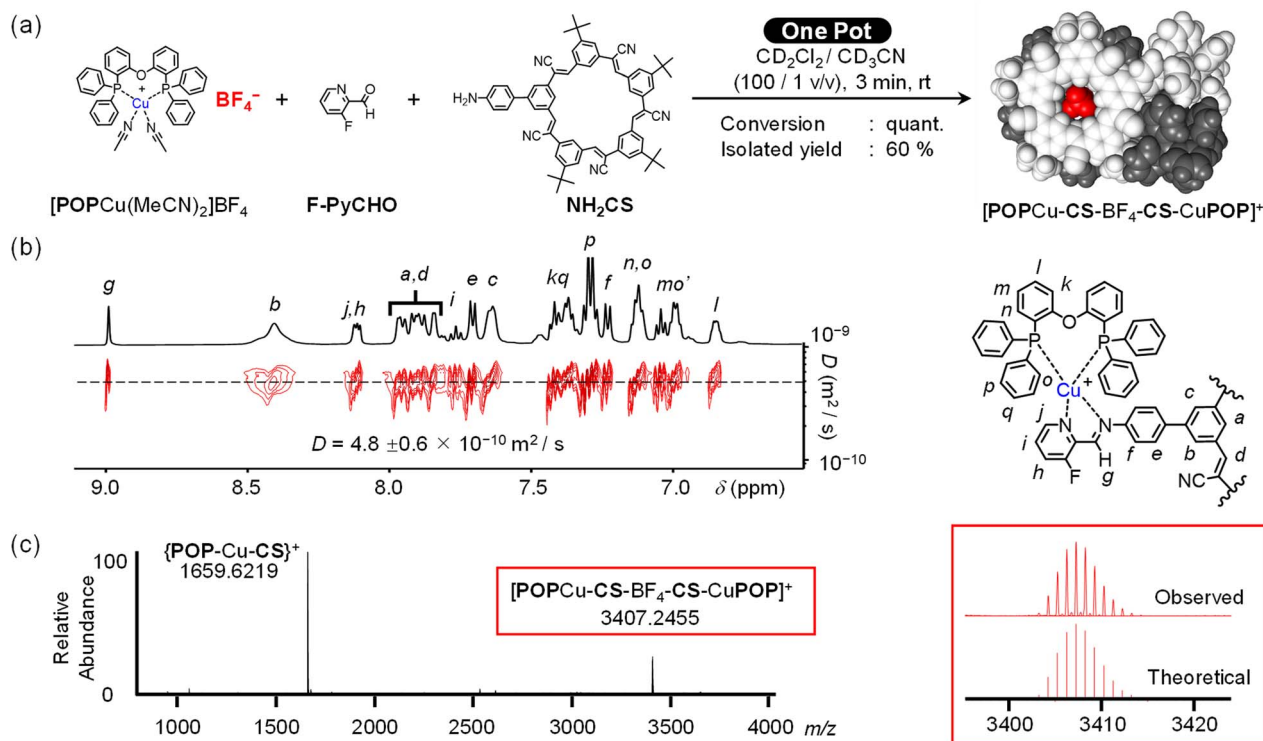 (a)
One Pot
CD2Cl2 / CD3CN
(100 / 1 v/v), 3 min, rt
Conversion : quant.
Isolated yield : 60 %
O
P P
+
Cu
N N
BF4−
+
N
O
F H
+
H2N
CN
CN
CN
NC
NC
[POPCu(MeCN)2]BF4
F-PyCHO
NH2CS
[POPCu-CS-BF4-CS-CuPOP]+
(b)
g
b
j,h
a,d
i
e
c
kq
p
f
n,o
mo’
l
10−9
D (m2 / s)
10−10
D = 4.8 ±0.6 × 10−10 m2 / s
9.0 8.5 8.0 7.5 7.0 δ (ppm)
l k
m
n O
P P
p o
q Cu+
j N N
i
h F H
g
f e
c
b
a
d
NC
(c)
{POP-Cu-CS}+
1659.6219
[POPCu-CS-BF4-CS-CuPOP]+
3407.2455
100
Relative
Abundance
0
1000 1500 2000 2500 3000 3500 4000 m/z
Observed
Theoretical
3400 3410 3420